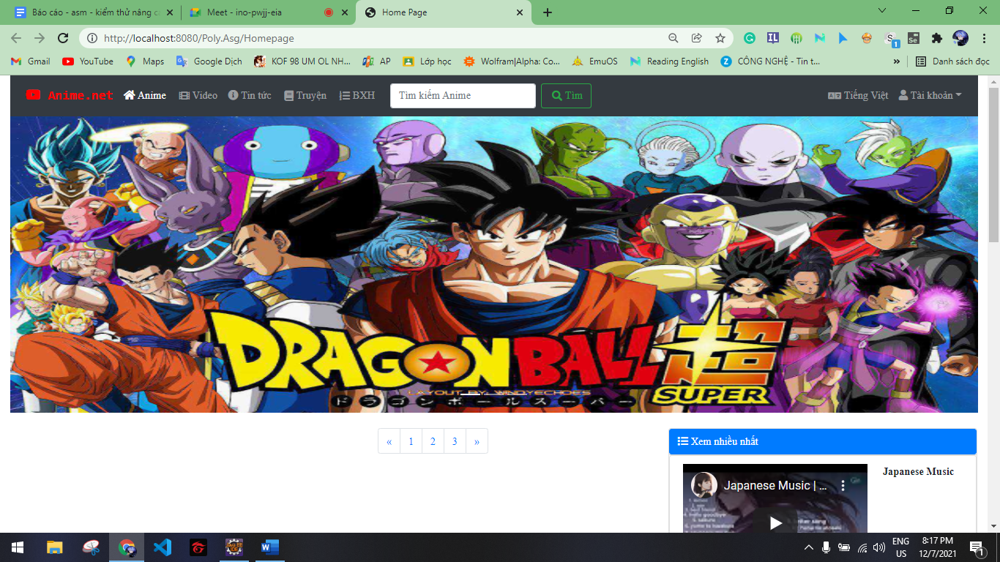 Báo cáo - asm - kiểm thử nâng c
Meet - ino-pwjj-eia
Home Page
http://localhost:8080/Poly.Asg/Homepage
Gmail
YouTube
Maps
Google Dịch
KOF 98 UM OL NH...
AP
Lớp học
Wolfram|Alpha: Co...
EmuOS
Reading English
CÔNG NGHỆ - Tin t...
»
Danh sách đọc
Anime.net
Anime
Video
Tin tức
Truyện
BXH
Tìm kiếm Anime
Tìm
Tiếng Việt
Tài khoản
DRAGON BALL 超
SUPER
LAYOUT BY: WINDYECHOES
ドラゴンボールスーパー
« 1 2 3 »
Xem nhiều nhất
Japanese Music | ...
Japanese Music
ENG
US
8:17 PM
12/7/2021
1